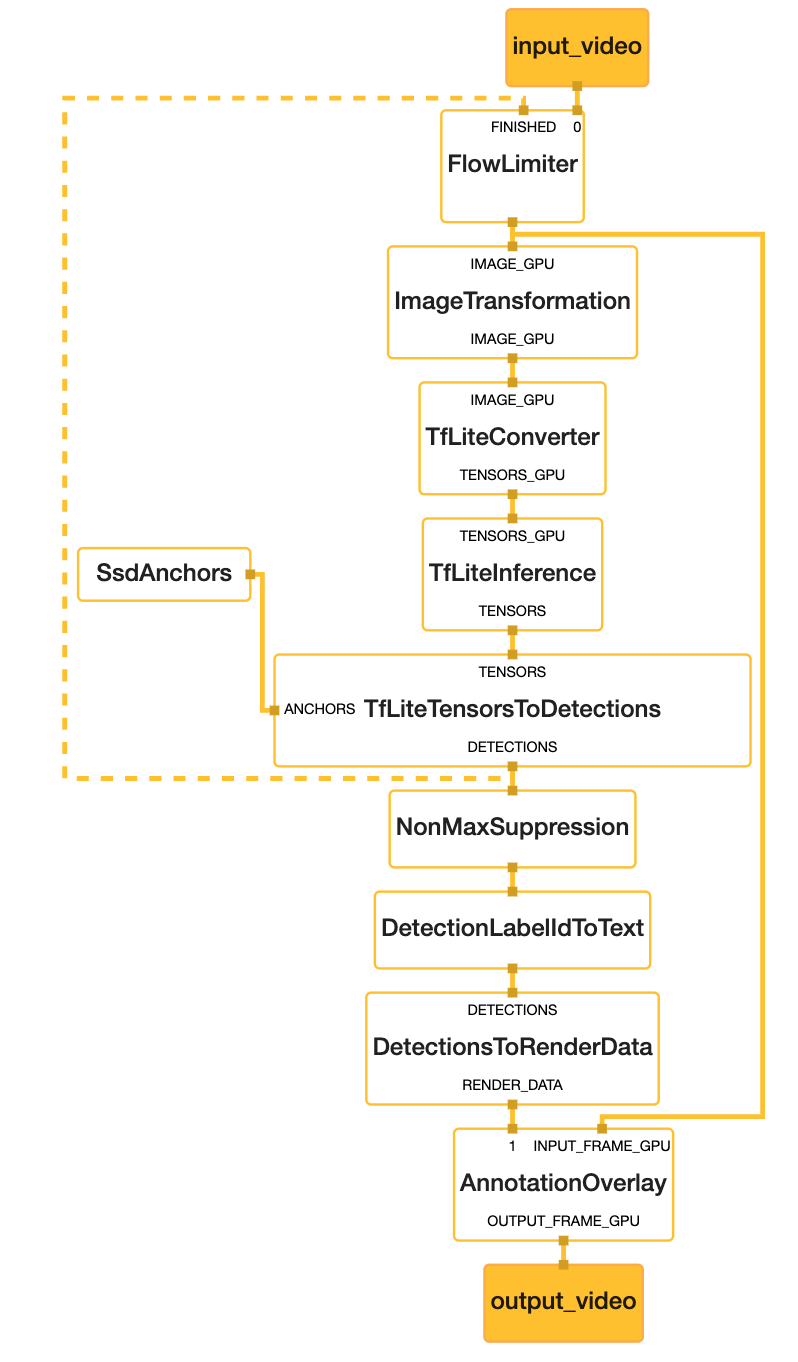 input_video
FINISHED 0
FlowLimiter
IMAGE_GPU
ImageTransformation
IMAGE_GPU
IMAGE_GPU
TfLiteConverter
TENSORS_GPU
TENSORS_GPU
TfLiteInference
TENSORS
SsdAnchors
TENSORS
ANCHORS TfLiteTensorsToDetections
DETECTIONS
NonMaxSuppression
DetectionLabelIdToText
DETECTIONS
DetectionsToRenderData
RENDER_DATA
1 INPUT_FRAME_GPU
AnnotationOverlay
OUTPUT_FRAME_GPU
output_video